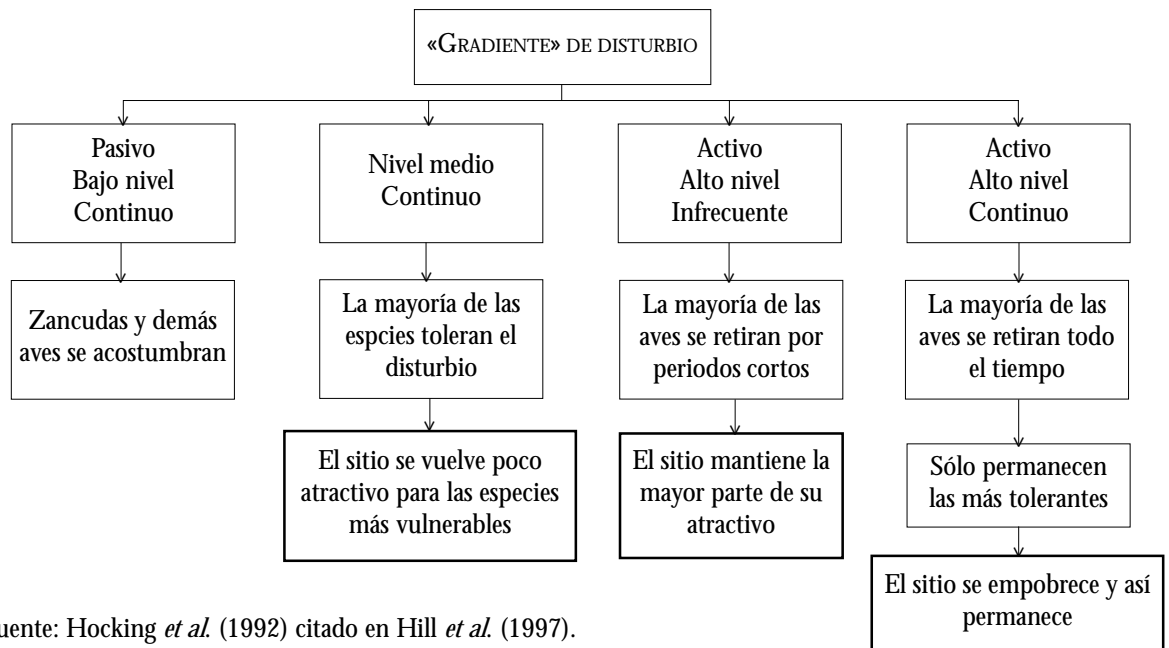 «GRADIENTE» DE DISTURBIO
Pasivo
Bajo nivel
Continuo
Zancudas y demás
aves se acostumbran
Nivel medio
Continuo
La mayoría de las
espcies toleran el
disturbio
El sitio se vuelve poco
atractivo para las especies
más vulnerables
Activo
Alto nivel
Infrecuente
La mayoría de las
aves se retiran por
periodos cortos
El sitio mantiene la
mayor parte de su
atractivo
Activo
Alto nivel
Continuo
La mayoría de las
aves se retiran todo
el tiempo
Sólo permanecen
las más tolerantes
El sitio se empobrece y así
permanece
uente: Hocking et al. (1992) citado en Hill et al. (1997).